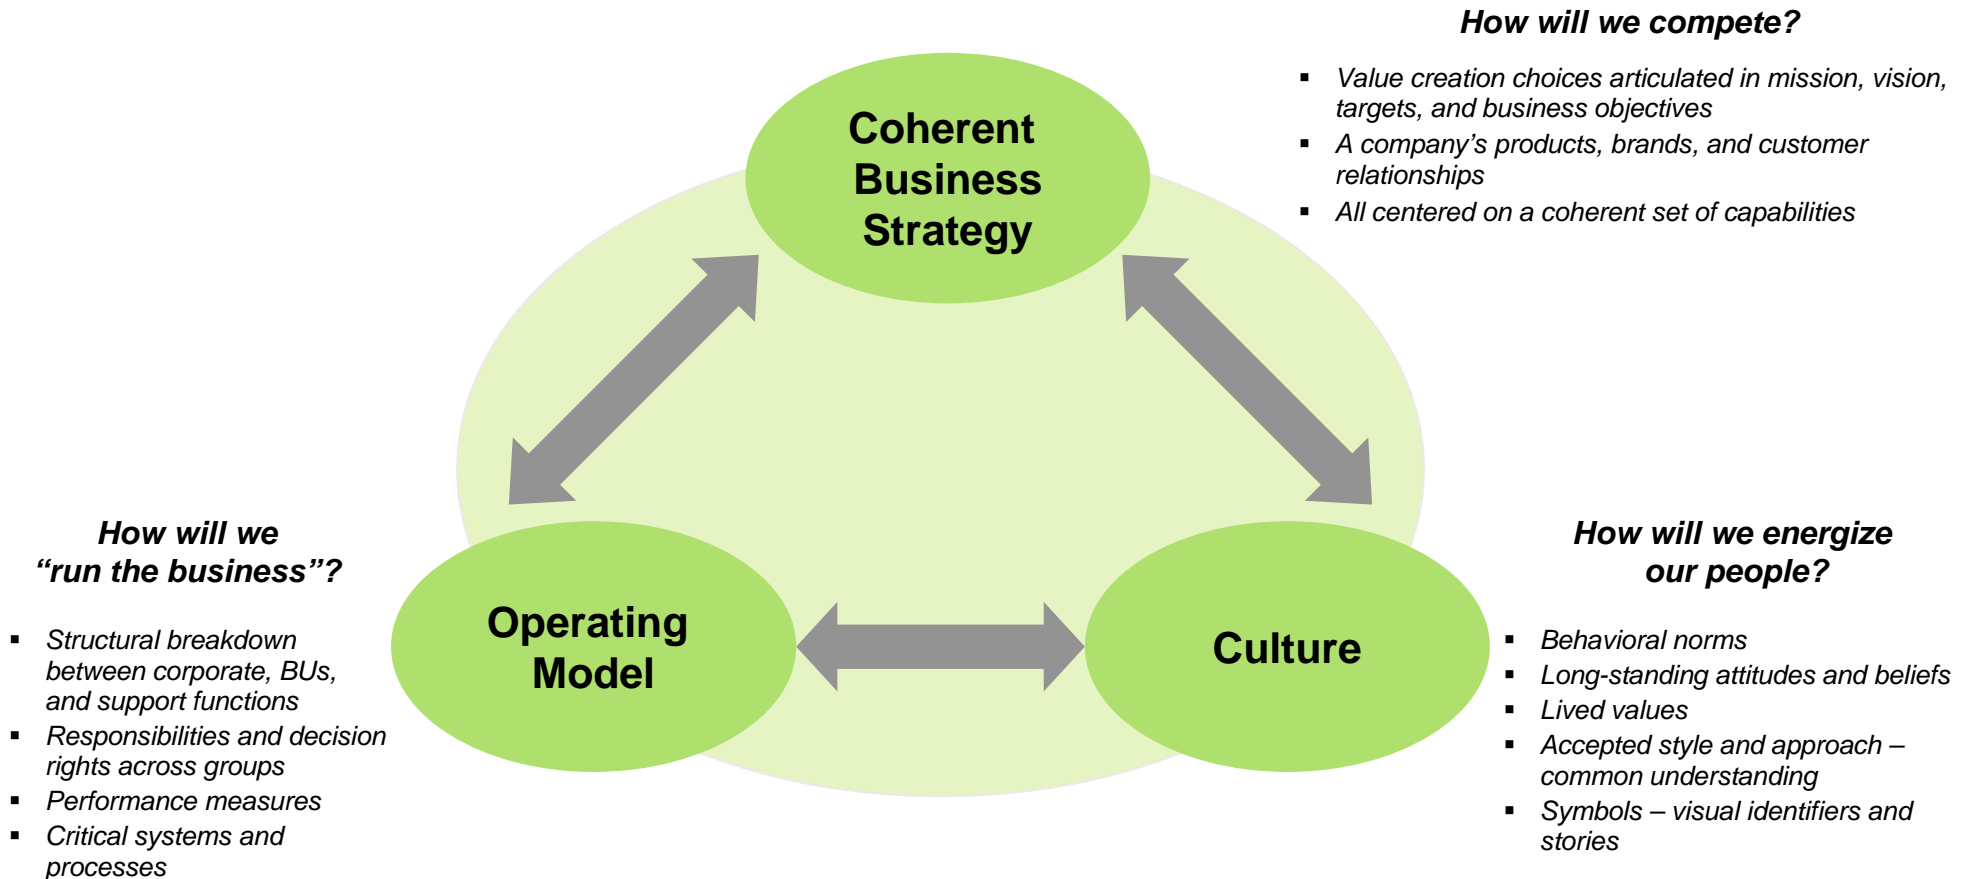 How will we compete?
▪ Value creation choices articulated in mission, vision,
targets, and business objectives
▪ A company’s products, brands, and customer
relationships
▪ All centered on a coherent set of capabilities
Coherent
Business
Strategy
How will we
“run the business”?
▪ Structural breakdown
between corporate, BUs,
and support functions
▪ Responsibilities and decision
rights across groups
▪ Performance measures
▪ Critical systems and
processes
Operating
Model
Culture
How will we energize
our people?
▪ Behavioral norms
▪ Long-standing attitudes and beliefs
▪ Lived values
▪ Accepted style and approach –
common understanding
▪ Symbols – visual identifiers and
stories